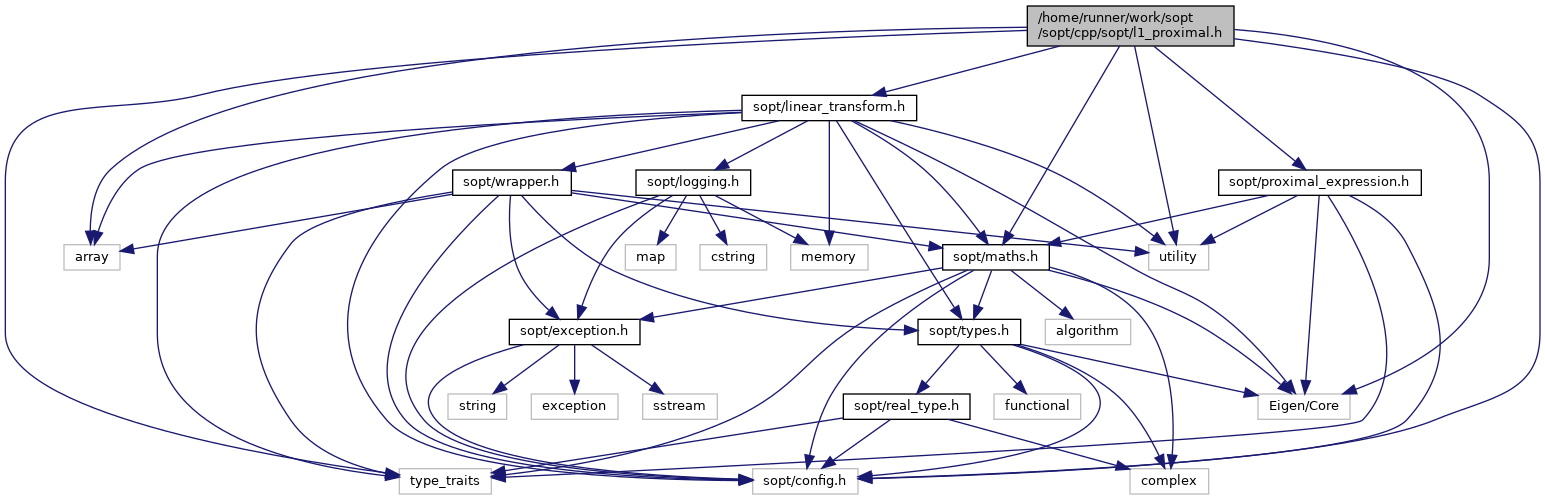 /home/runner/work/sopt
/sopt/cpp/sopt/l1_proximal.h
sopt/linear_transform.h
sopt/wrapper.h
sopt/logging.h
sopt/proximal_expression.h
array
map
cstring
memory
sopt/maths.h
utility
sopt/exception.h
sopt/types.h
algorithm
string
exception
sstream
sopt/real_type.h
functional
Eigen/Core
type_traits
sopt/config.h
complex